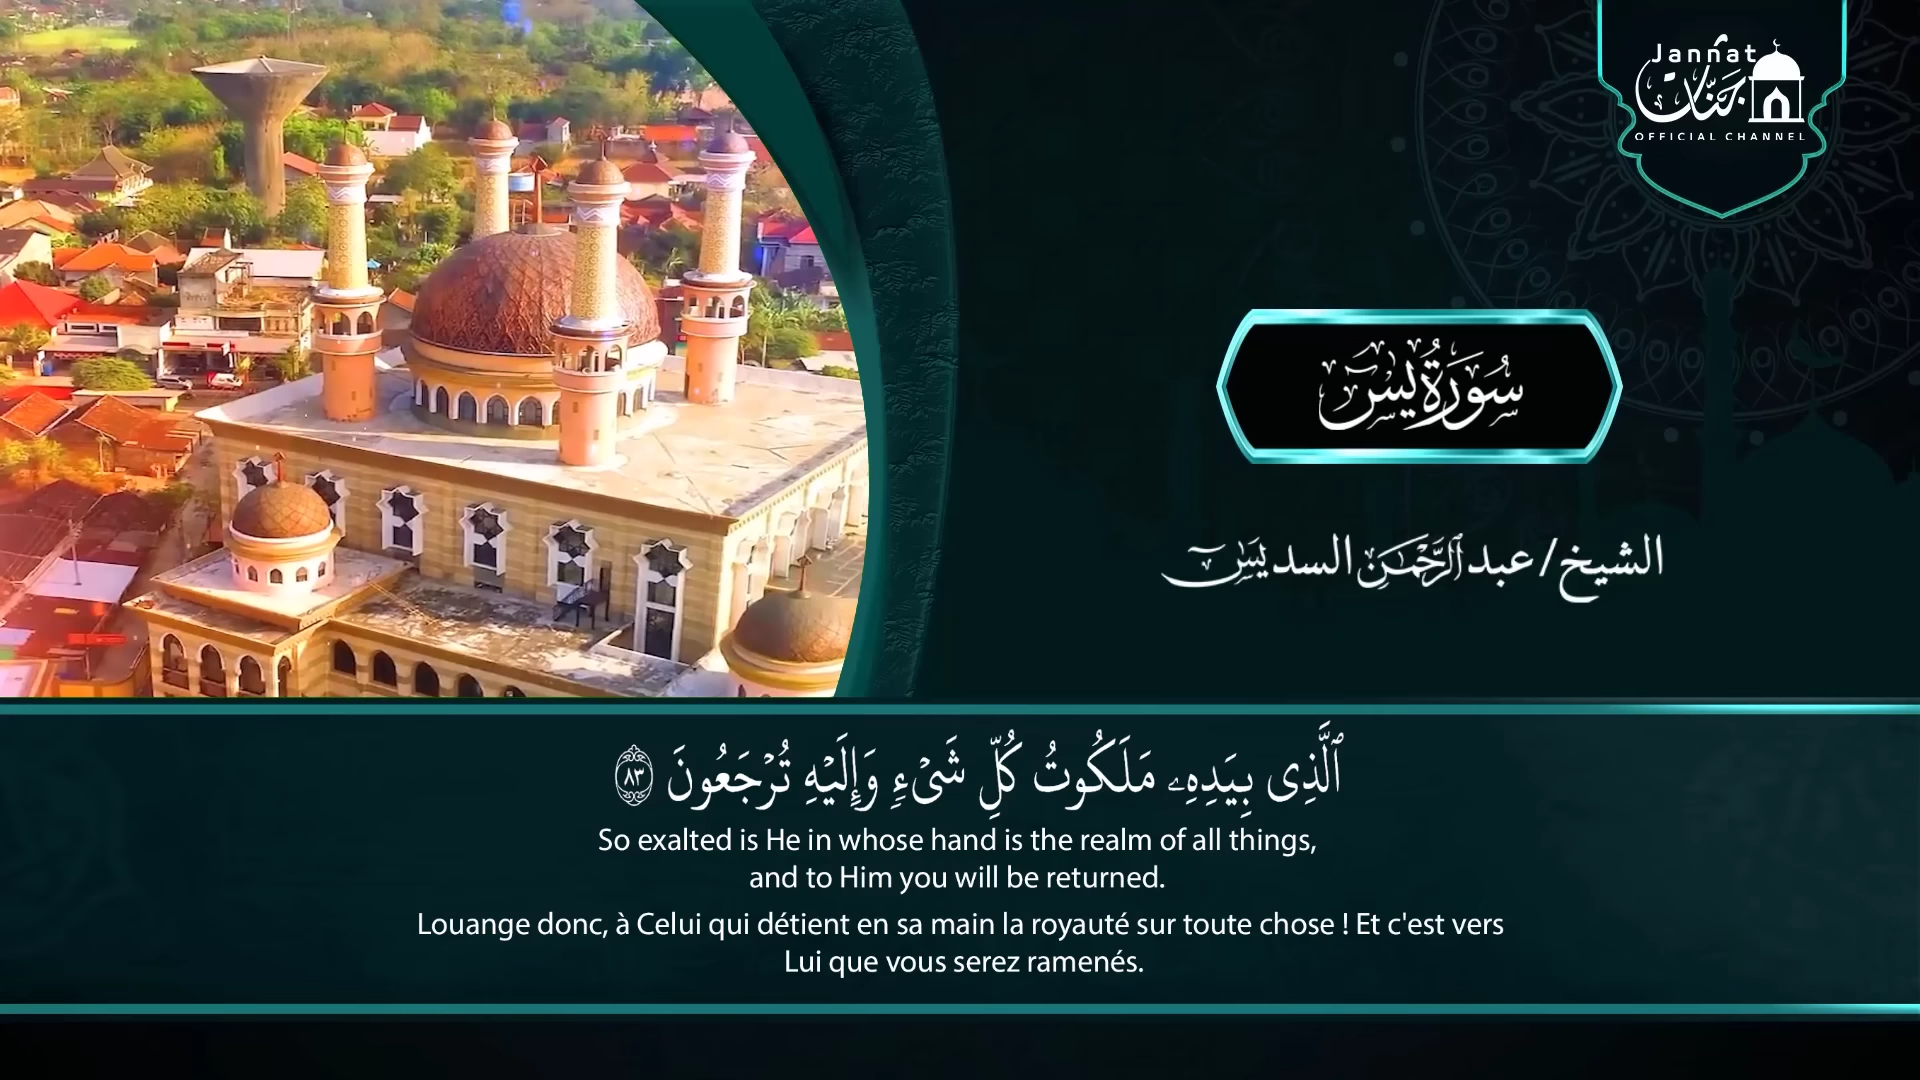 Jannat
جنات
OFFICIAL CHANNEL
سُورَةُ يس
الشيخ/عبد الرَّحْمَٰن السديس
ٱلَّذِى بِيَدِهِۦ مَلَكُوتُ كُلِّ شَىْءٍ وَإِلَيْهِ تُرْجَعُونَ ٨٣
So exalted is He in whose hand is the realm of all things,
and to Him you will be returned.
Louange donc, à Celui qui détient en sa main la royauté sur toute chose ! Et c'est vers
Lui que vous serez ramenés.